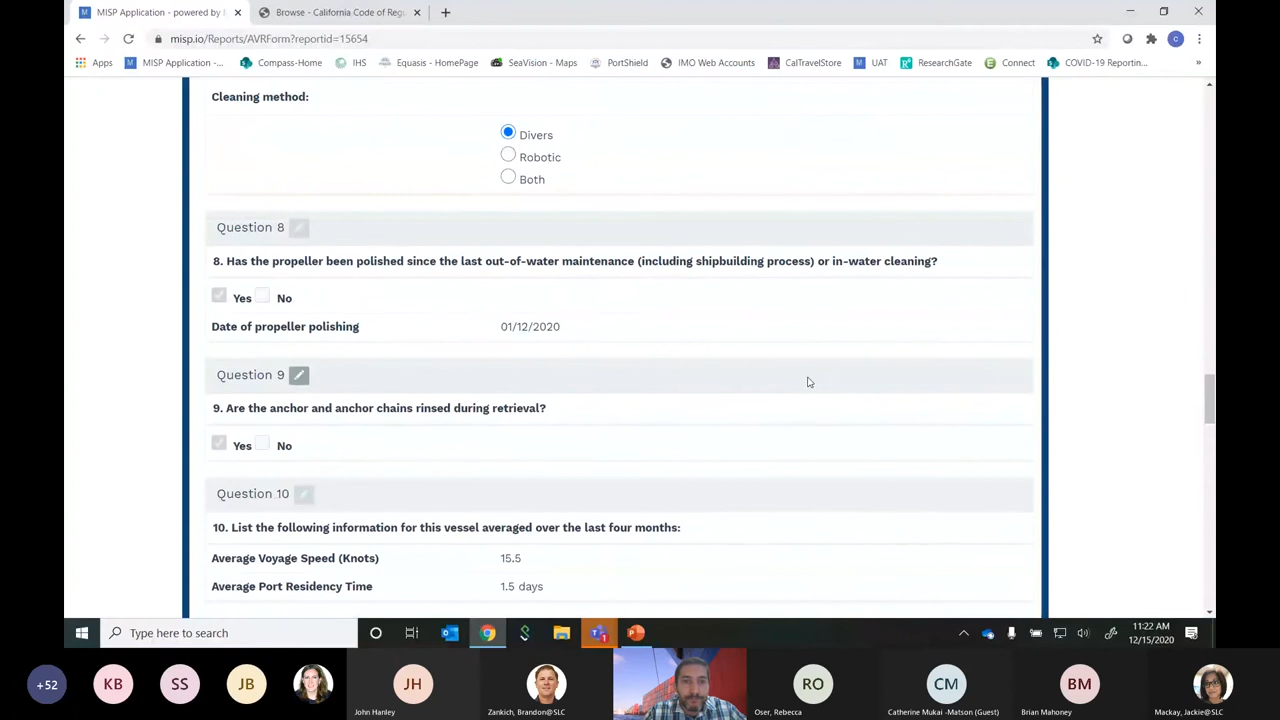 MISP Application - powered by
Browse - California Code of Regu
misp.io/Reports/AVRForm?reportid=15654
Apps
MISP Application -...
Compass-Home
IHS
Equasis - HomePage
SeaVision - Maps
PortShield
IMO Web Accounts
CalTravelStore
UAT
ResearchGate
Connect
COVID-19 Reportin...
Cleaning method:
Divers
Robotic
Both
Question 8
8. Has the propeller been polished since the last out-of-water maintenance (including shipbuilding process) or in-water cleaning?
Yes No
Date of propeller polishing 01/12/2020
Question 9
9. Are the anchor and anchor chains rinsed during retrieval?
Yes No
Question 10
10. List the following information for this vessel averaged over the last four months:
Average Voyage Speed (Knots) 15.5
Average Port Residency Time 1.5 days
Type here to search
11:22 AM
12/15/2020
+52
KB
SS
JB
JH
John Hanley
Zankich, Brandon@SLC
RO
Oser, Rebecca
CM
Catherine Mukai -Matson (Guest)
BM
Brian Mahoney
Mackay, Jackie@SLC